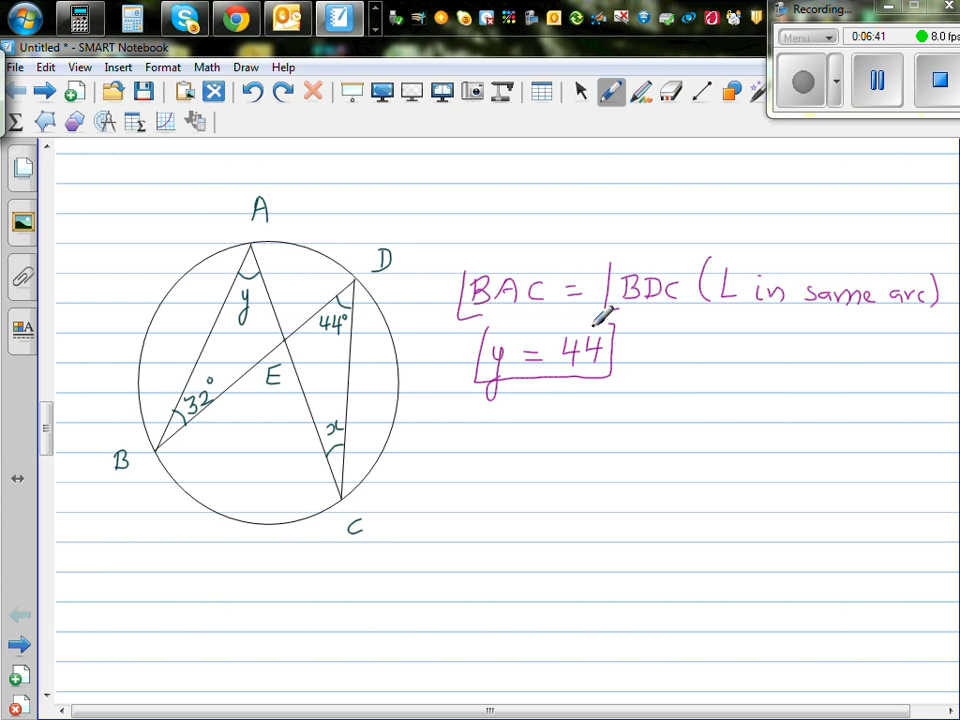 Recording...
Menu
0:06:41
8.0 fps
Untitled * - SMART Notebook
File Edit View Insert Format Math Draw Help
A
D
y
44°
E
32°
x
B
C
∠BAC = ∠BDC (∠ in same arc)
y = 44